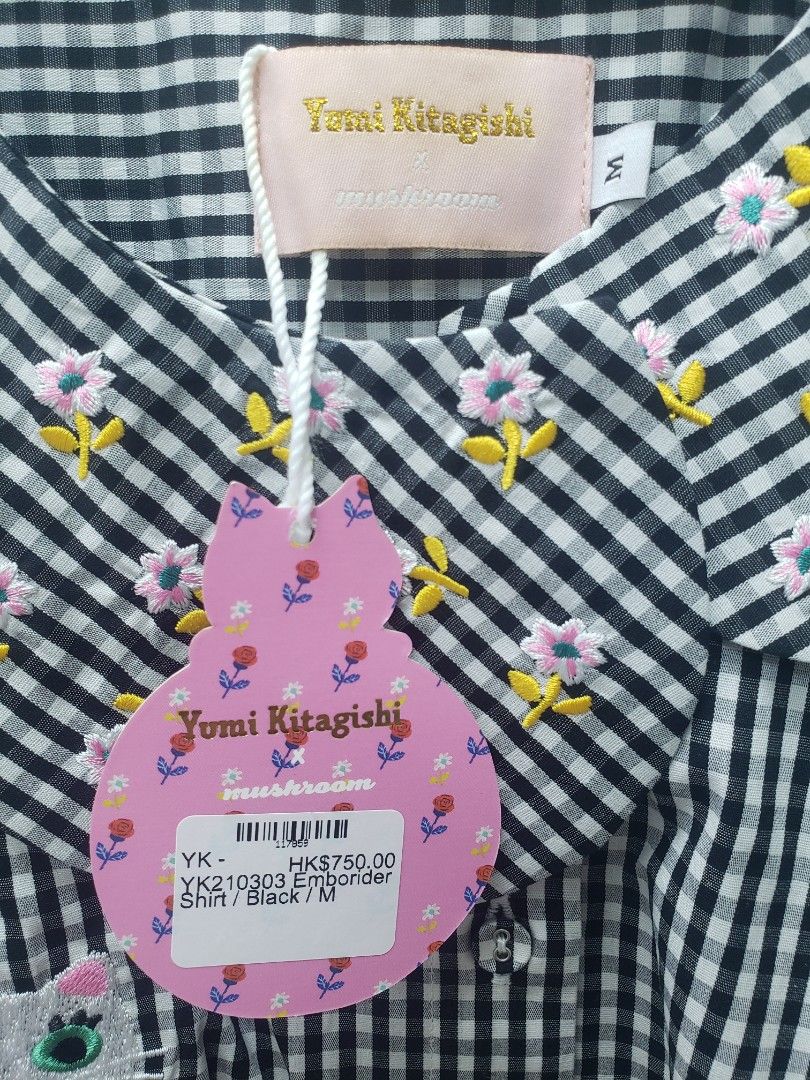 Yumi Kitagishi
x
mushroom
M
Yumi Kitagishi
x
mushroom
117959
YK - HK$750.00
YK210303 Emborider
Shirt / Black / M